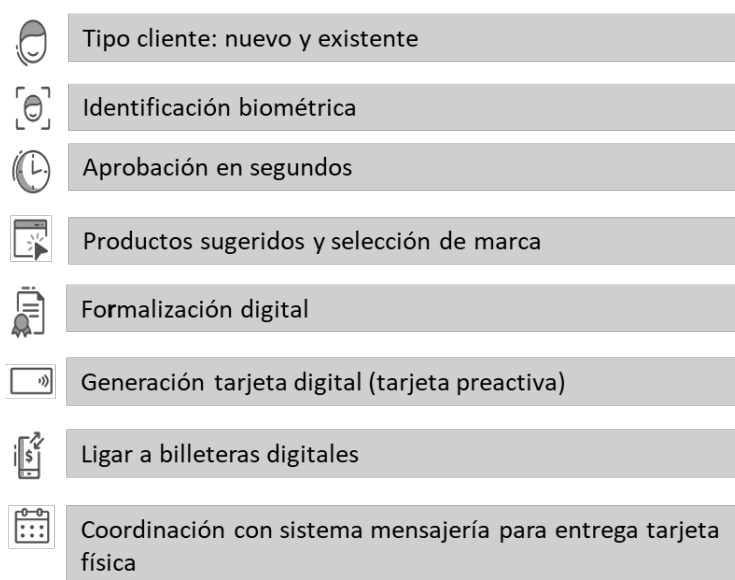 Tipo cliente: nuevo y existente
Identificación biométrica
Aprobación en segundos
Productos sugeridos y selección de marca
Formalización digital
Generación tarjeta digital (tarjeta preactiva)
Ligar a billeteras digitales
Coordinación con sistema mensajería para entrega tarjeta
física